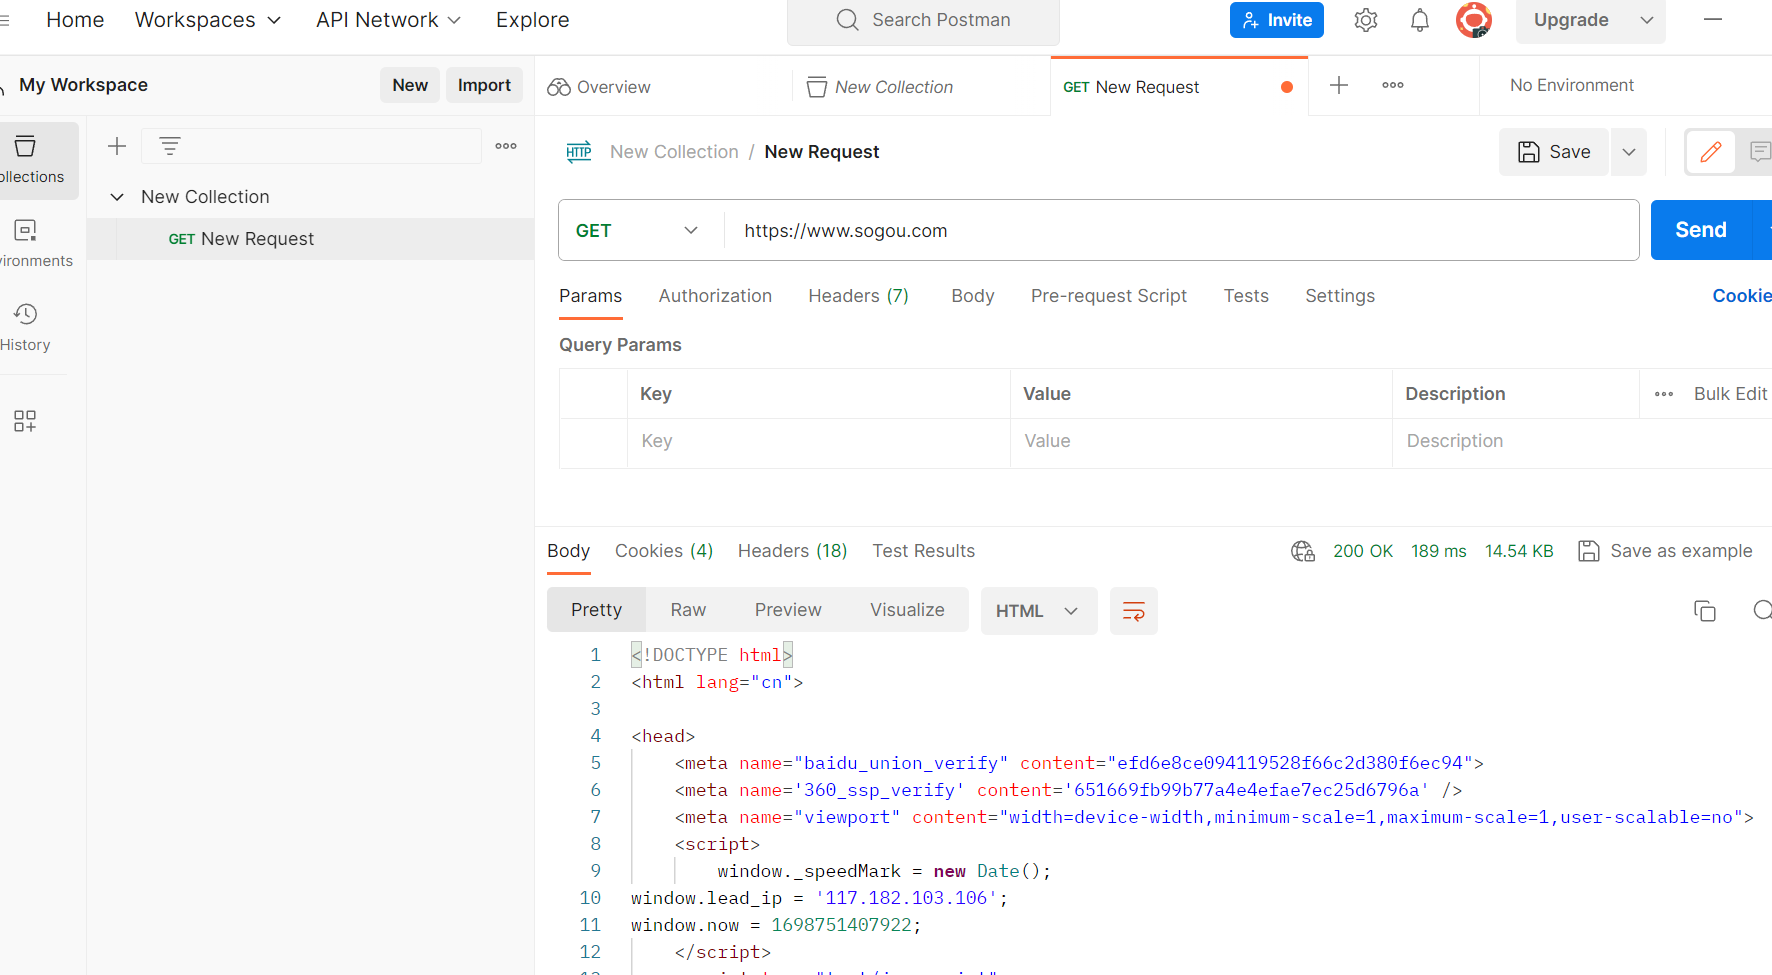 Home Workspaces API Network Explore Search Postman Invite Upgrade
My Workspace New Import Overview New Collection GET New Request No Environment
New Collection / New Request Save
ollections
New Collection
GET New Request
GET https://www.sogou.com Send
vironments
Params Authorization Headers (7) Body Pre-request Script Tests Settings Cookie
History
Query Params
Key Value Description Bulk Edit
Key Value Description
Body Cookies (4) Headers (18) Test Results 200 OK 189 ms 14.54 KB Save as example
Pretty Raw Preview Visualize HTML
1 <!DOCTYPE html>
2 <html lang="cn">
3
4 <head>
5 <meta name="baidu_union_verify" content="efd6e8ce094119528f66c2d380f6ec94">
6 <meta name='360_ssp_verify' content='651669fb99b77a4e4efae7ec25d6796a' />
7 <meta name="viewport" content="width=device-width,minimum-scale=1,maximum-scale=1,user-scalable=no">
8 <script>
9 window._speedMark = new Date();
10 window.lead_ip = '117.182.103.106';
11 window.now = 1698751407922;
12 </script>